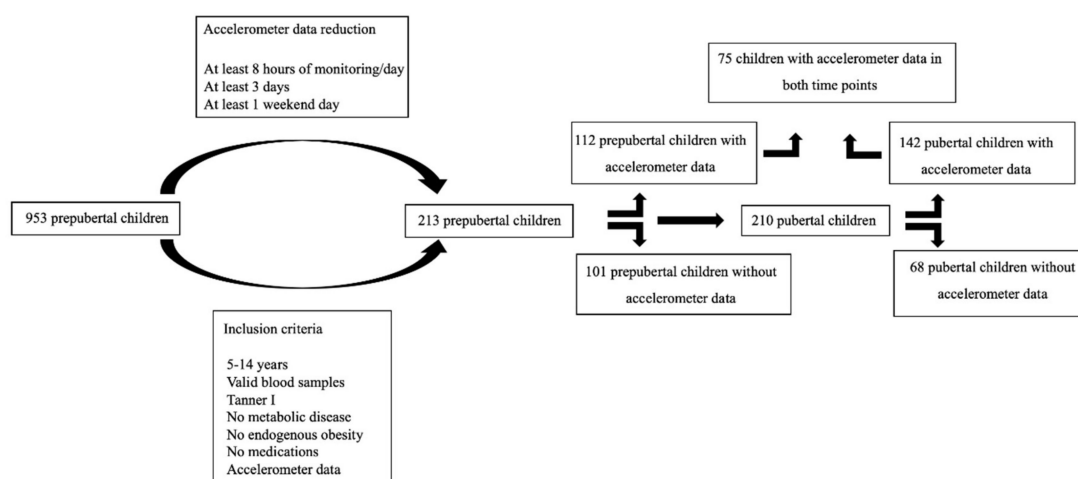 Accelerometer data reduction
At least 8 hours of monitoring/day
At least 3 days
At least 1 weekend day
75 children with accelerometer data in
both time points
112 prepubertal children with
accelerometer data
142 pubertal children with
accelerometer data
953 prepubertal children
213 prepubertal children
210 pubertal children
101 prepubertal children without
accelerometer data
68 pubertal children without
accelerometer data
Inclusion criteria
5-14 years
Valid blood samples
Tanner I
No metabolic disease
No endogenous obesity
No medications
Accelerometer data